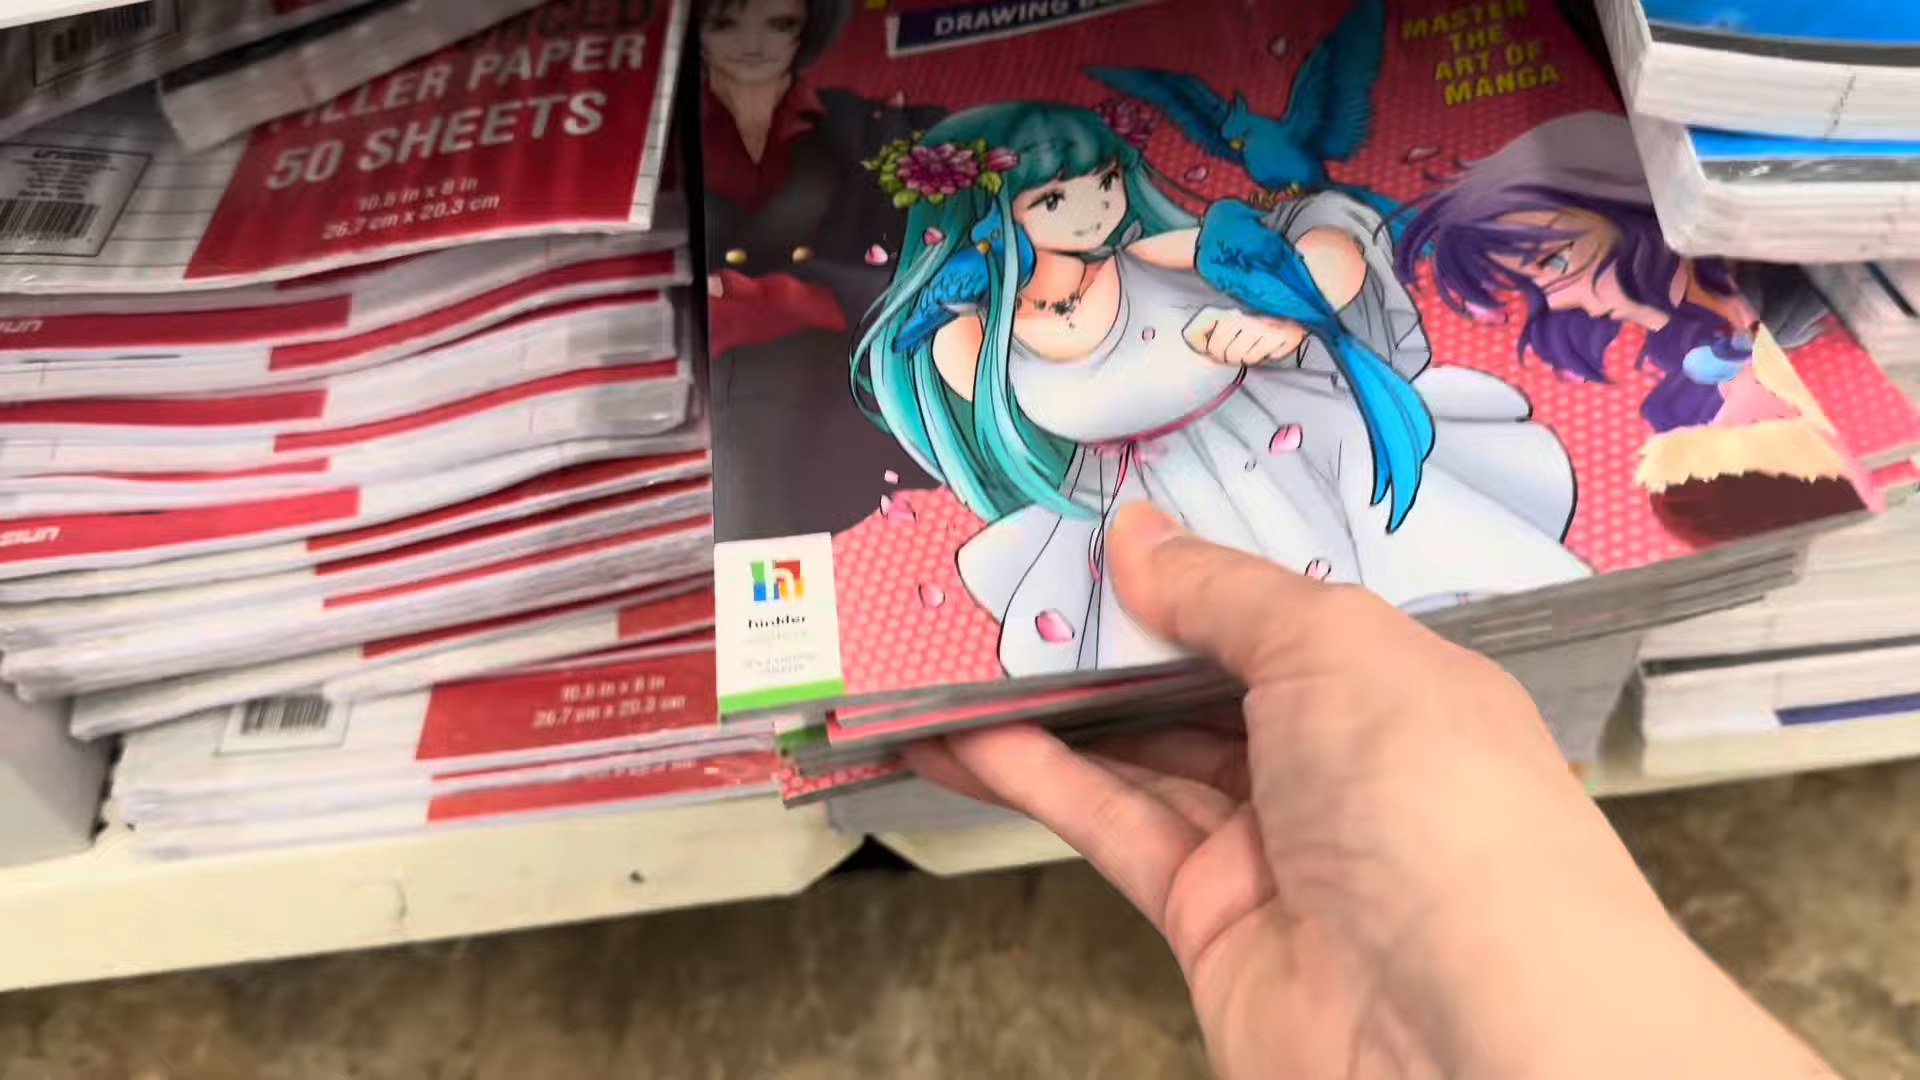 FILLER PAPER
50 SHEETS
10.5 in x 8 in
26.7 cm x 20.3 cm
DRAWING
MASTER
THE
ART OF
MANGA
h
hinkler
10.5 in x 8 in
26.7 cm x 20.3 cm